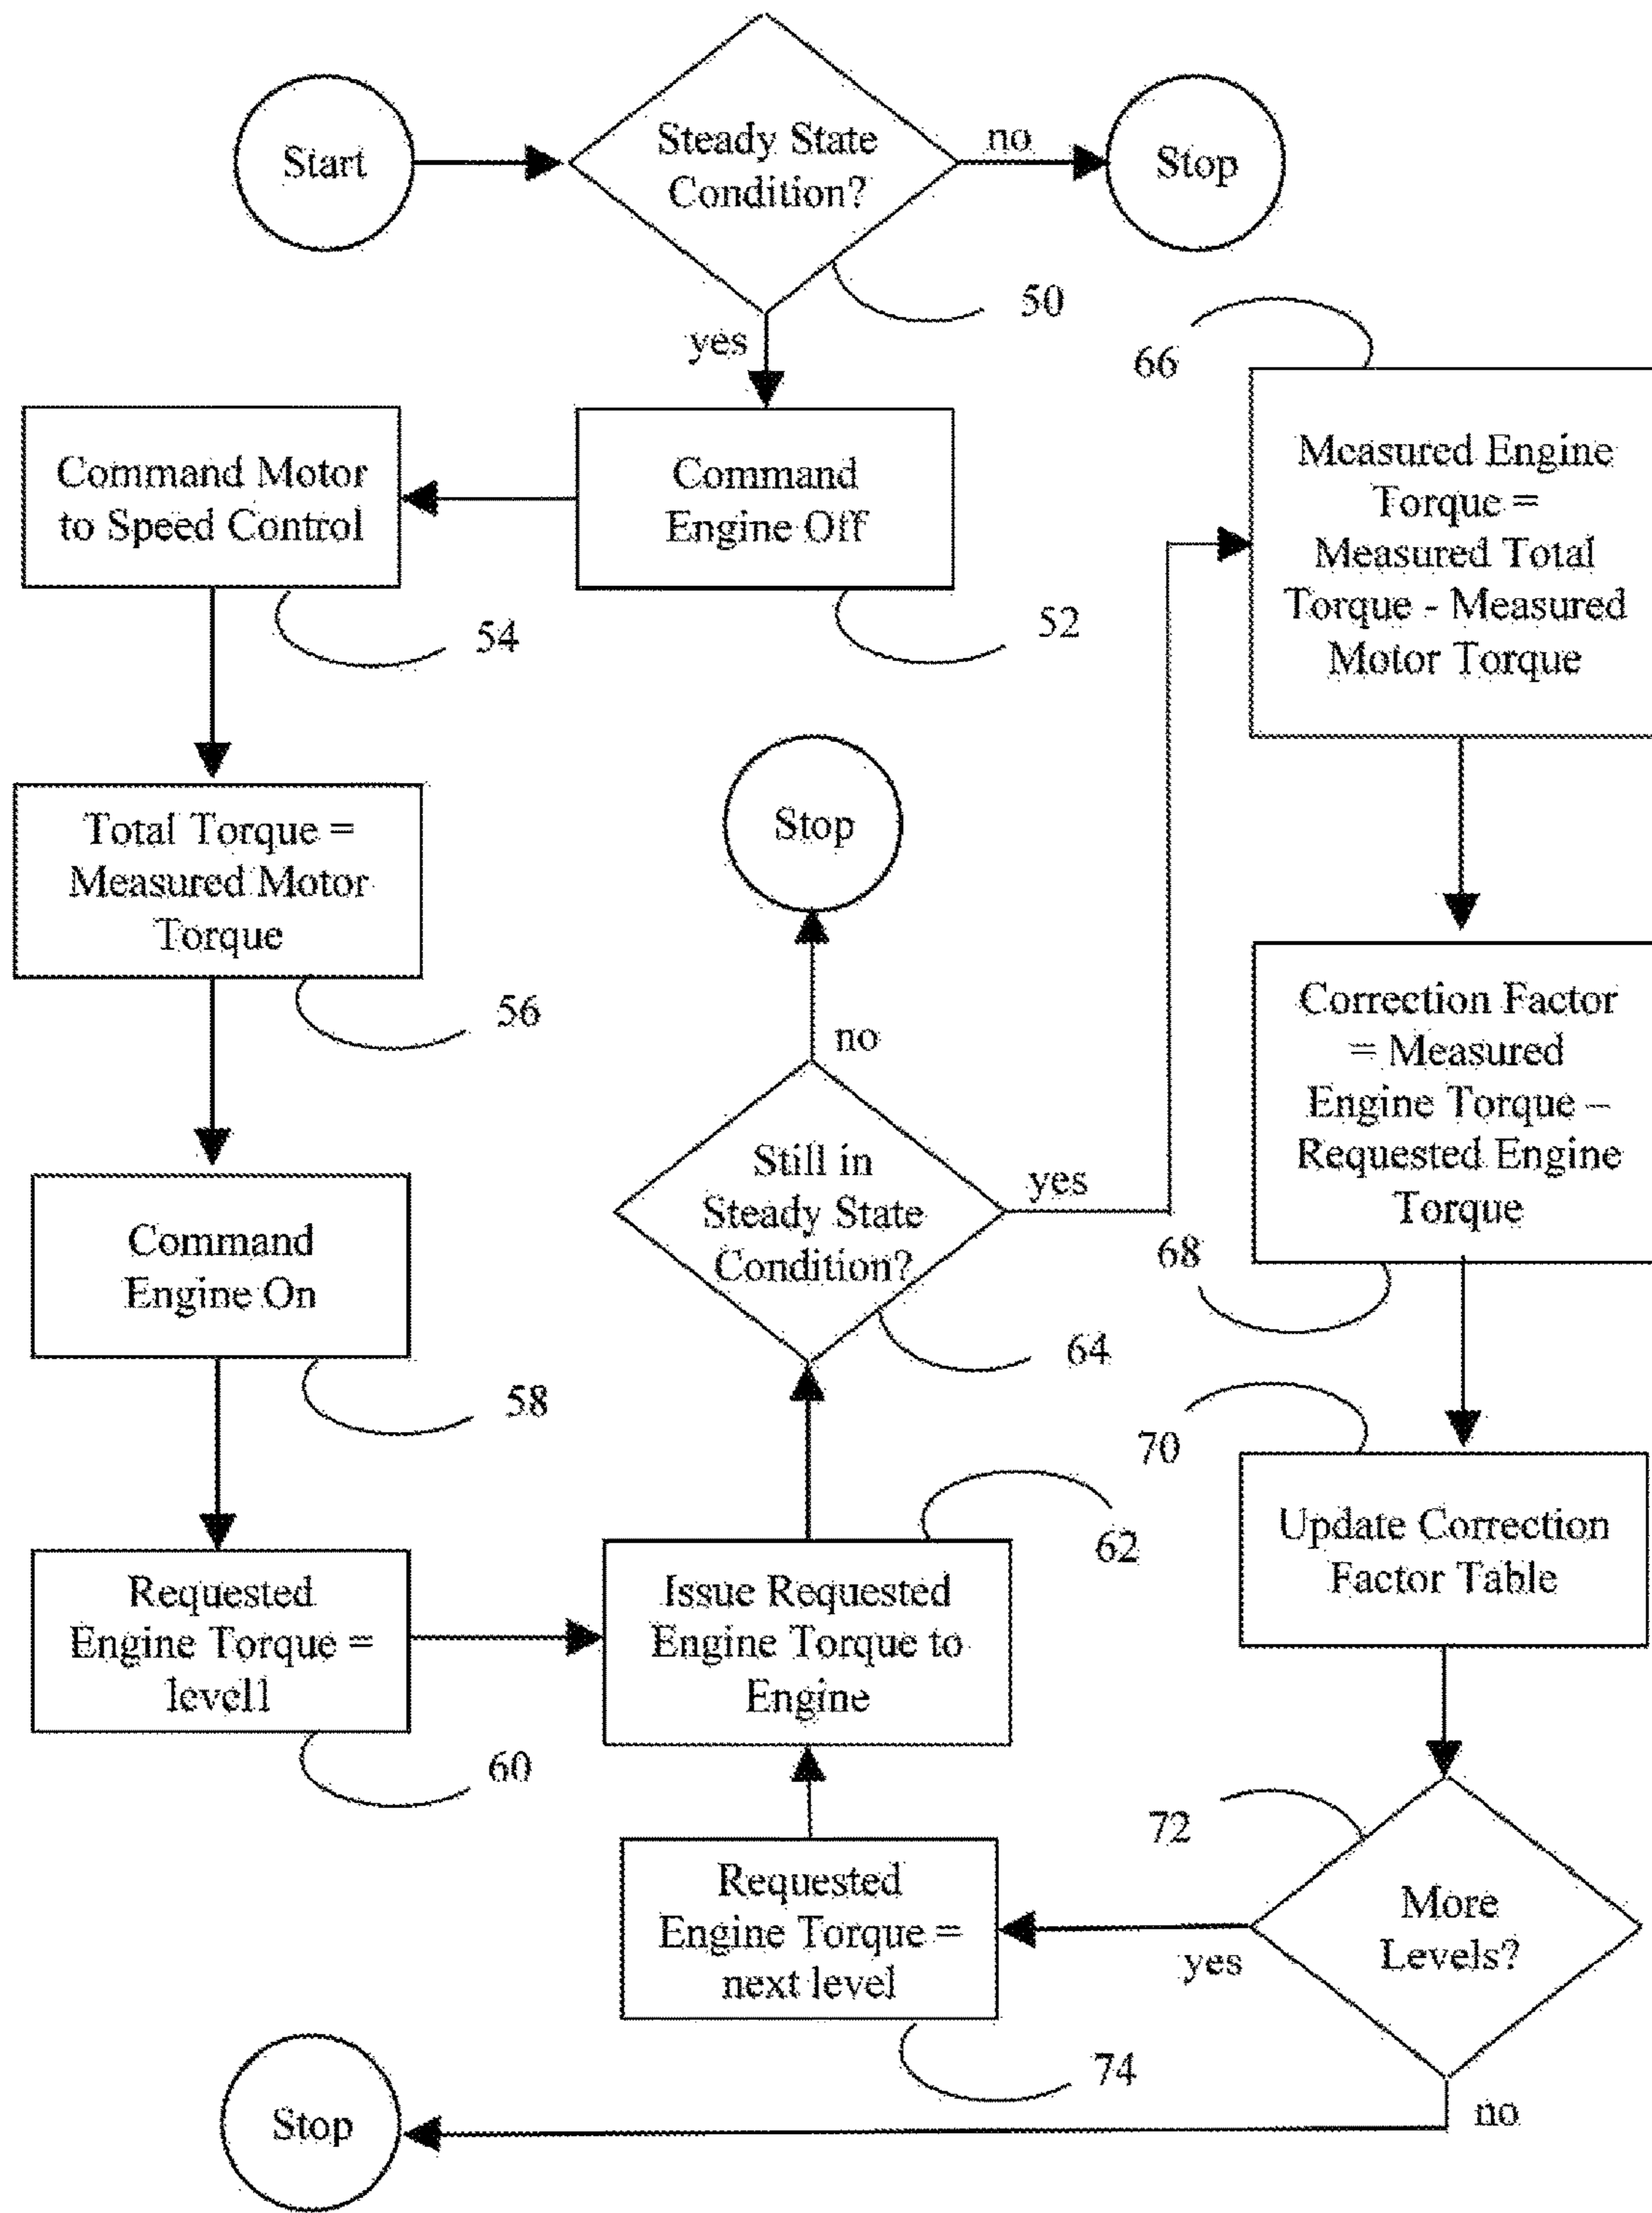 Start
Steady State
Condition?
no
Stop
50
yes
Command
Engine Off
52
Command Motor
to Speed Control
54
Total Torque =
Measured Motor
Torque
56
Command
Engine On
58
Requested
Engine Torque =
level1
60
Issue Requested
Engine Torque to
Engine
62
Still in
Steady State
Condition?
64
no
Stop
yes
66
Measured Engine
Torque =
Measured Total
Torque - Measured
Motor Torque
Correction Factor
= Measured
Engine Torque –
Requested Engine
Torque
68
70
Update Correction
Factor Table
72
More
Levels?
yes
Requested
Engine Torque =
next level
74
no
Stop